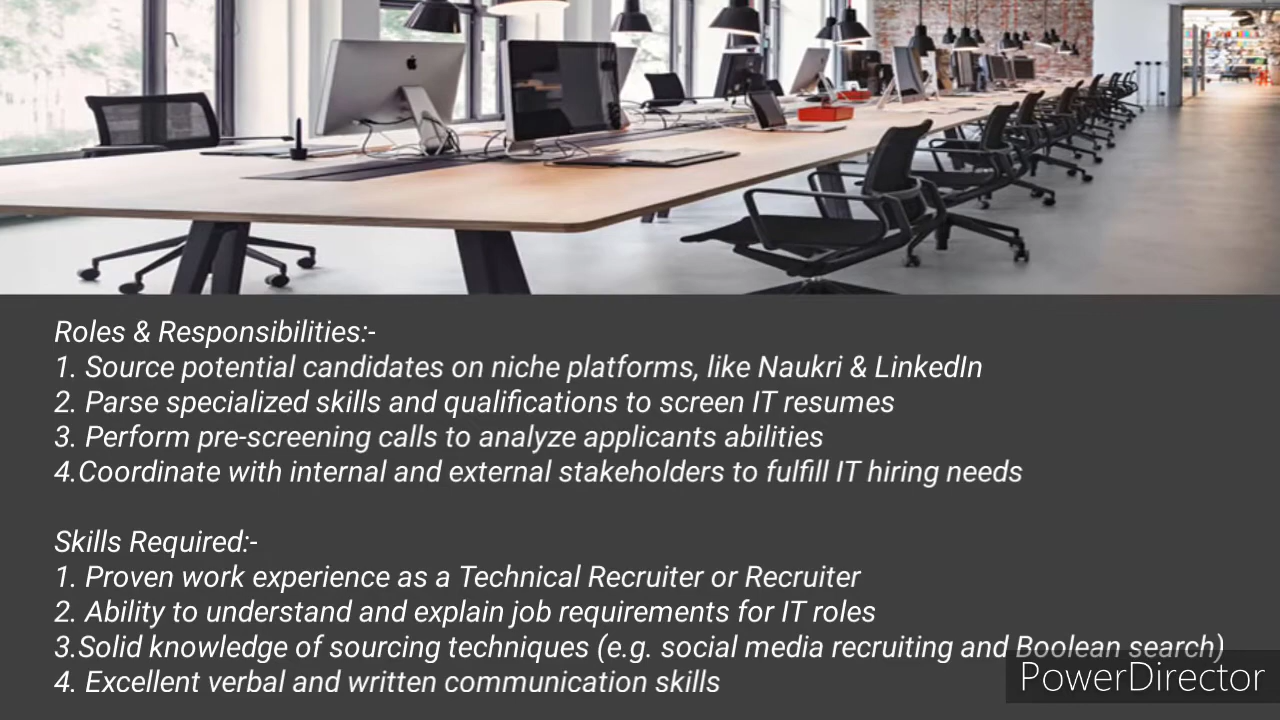 Roles & Responsibilities:-
1. Source potential candidates on niche platforms, like Naukri & LinkedIn
2. Parse specialized skills and qualifications to screen IT resumes
3. Perform pre-screening calls to analyze applicants abilities
4.Coordinate with internal and external stakeholders to fulfill IT hiring needs
Skills Required:-
1. Proven work experience as a Technical Recruiter or Recruiter
2. Ability to understand and explain job requirements for IT roles
3.Solid knowledge of sourcing techniques (e.g. social media recruiting and Boolean search)
4. Excellent verbal and written communication skills
PowerDirector